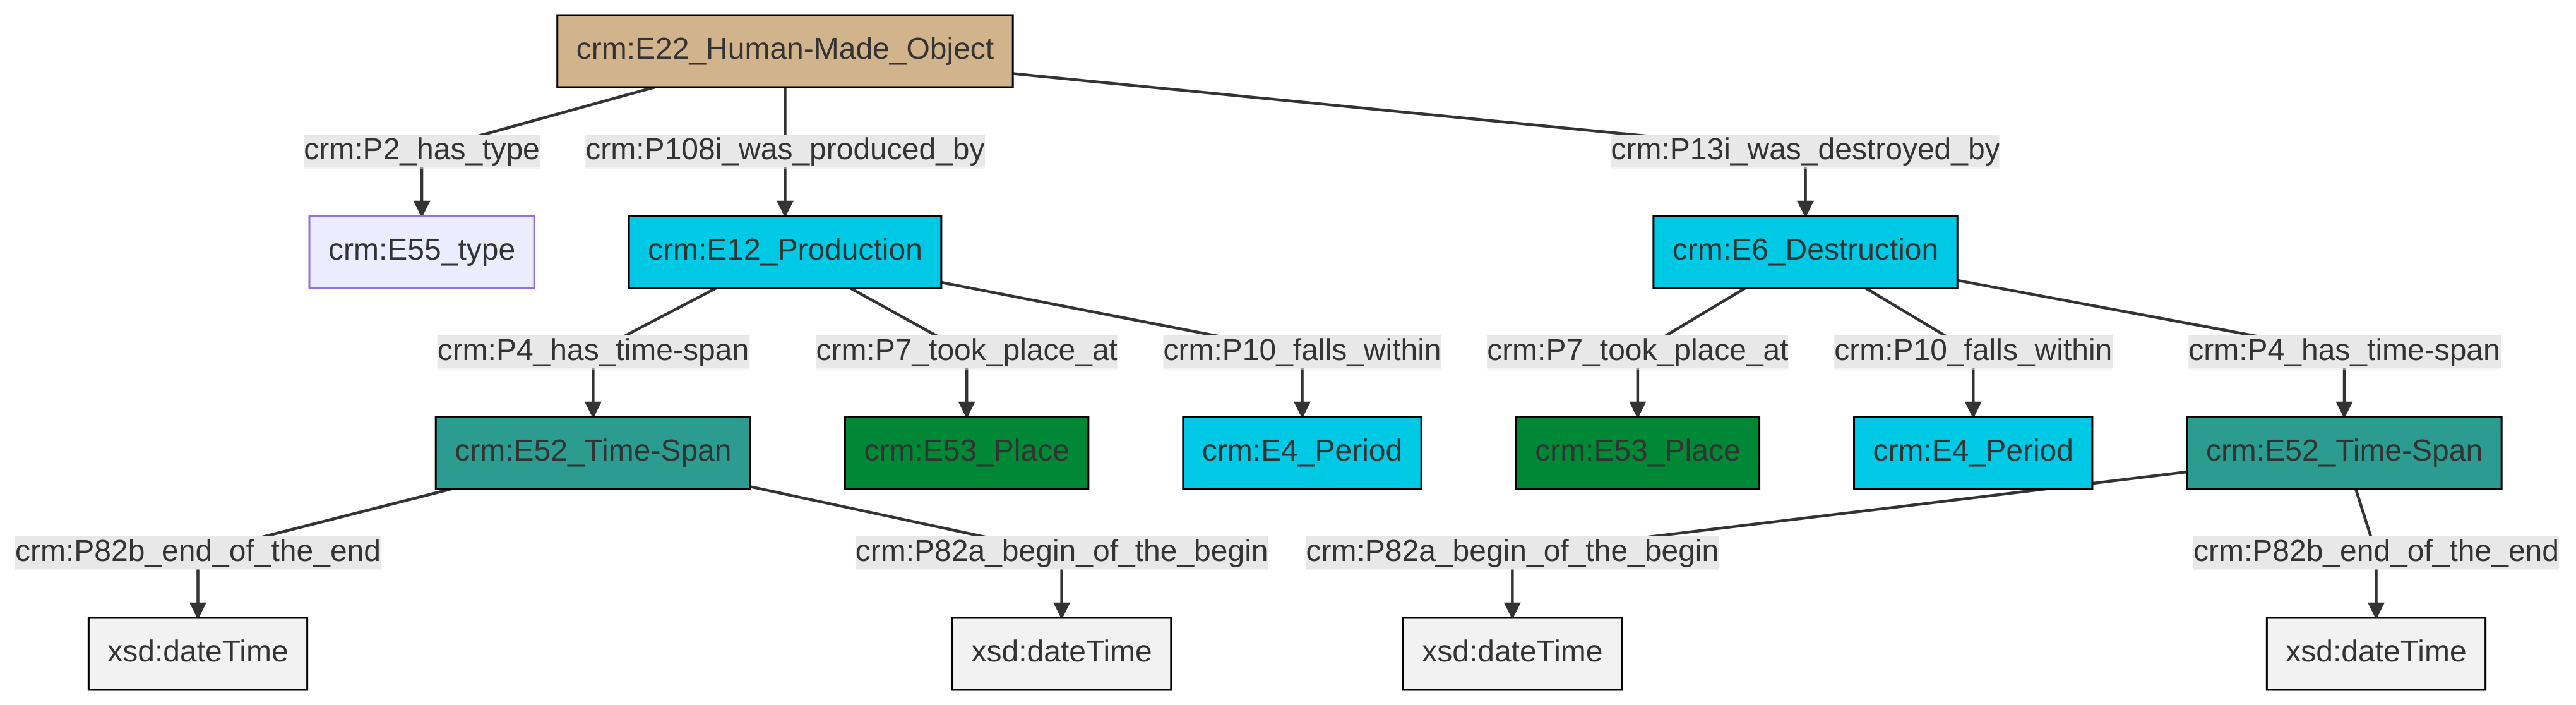 crm:E22_Human-Made_Object
crm:P2_has_type
crm:P108i_was_produced_by
crm:P13i_was_destroyed_by
crm:E55_type
crm:E12_Production
crm:E6_Destruction
crm:P4_has_time-span
crm:P7_took_place_at
crm:P10_falls_within
crm:P7_took_place_at
crm:P10_falls_within
crm:P4_has_time-span
crm:E52_Time-Span
crm:E53_Place
crm:E4_Period
crm:E53_Place
crm:E4_Period
crm:E52_Time-Span
crm:P82b_end_of_the_end
crm:P82a_begin_of_the_begin
crm:P82a_begin_of_the_begin
crm:P82b_end_of_the_end
xsd:dateTime
xsd:dateTime
xsd:dateTime
xsd:dateTime